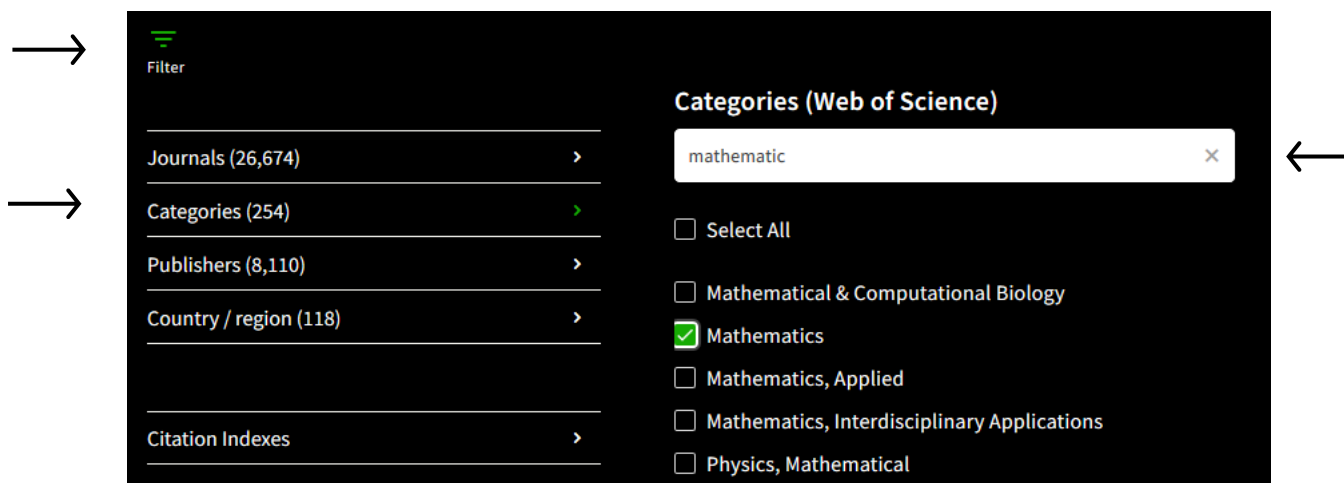 Filter
Journals (26,674)
Categories (254)
Publishers (8,110)
Country / region (118)
Citation Indexes
Categories (Web of Science)
mathematic
Select All
Mathematical & Computational Biology
Mathematics
Mathematics, Applied
Mathematics, Interdisciplinary Applications
Physics, Mathematical